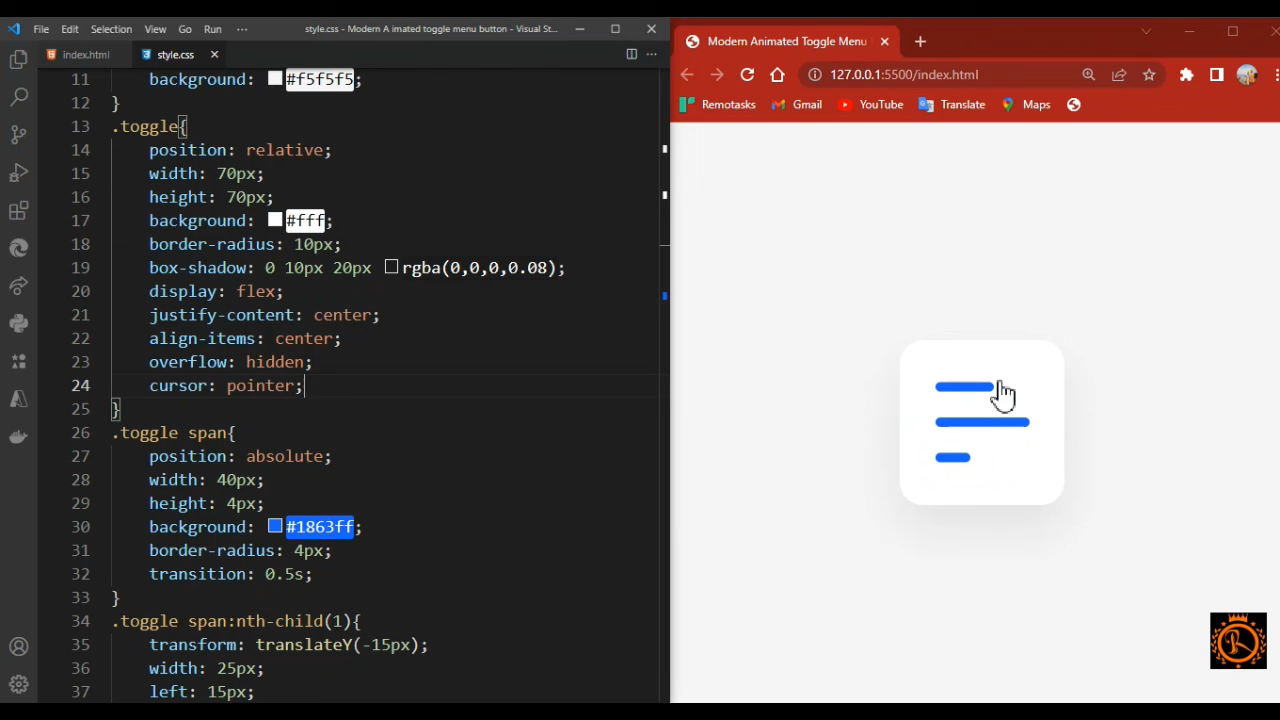 File Edit Selection View Go Run ··· style.css - Modern A imated toggle menu button - Visual St...
index.html style.css
11 background: #f5f5f5;
12 }
13 .toggle{
14 position: relative;
15 width: 70px;
16 height: 70px;
17 background: #fff;
18 border-radius: 10px;
19 box-shadow: 0 10px 20px rgba(0,0,0,0.08);
20 display: flex;
21 justify-content: center;
22 align-items: center;
23 overflow: hidden;
24 cursor: pointer;
25 }
26 .toggle span{
27 position: absolute;
28 width: 40px;
29 height: 4px;
30 background: #1863ff;
31 border-radius: 4px;
32 transition: 0.5s;
33 }
34 .toggle span:nth-child(1){
35 transform: translateY(-15px);
36 width: 25px;
37 left: 15px;
Modern Animated Toggle Menu
127.0.0.1:5500/index.html
Remotasks Gmail YouTube Translate Maps